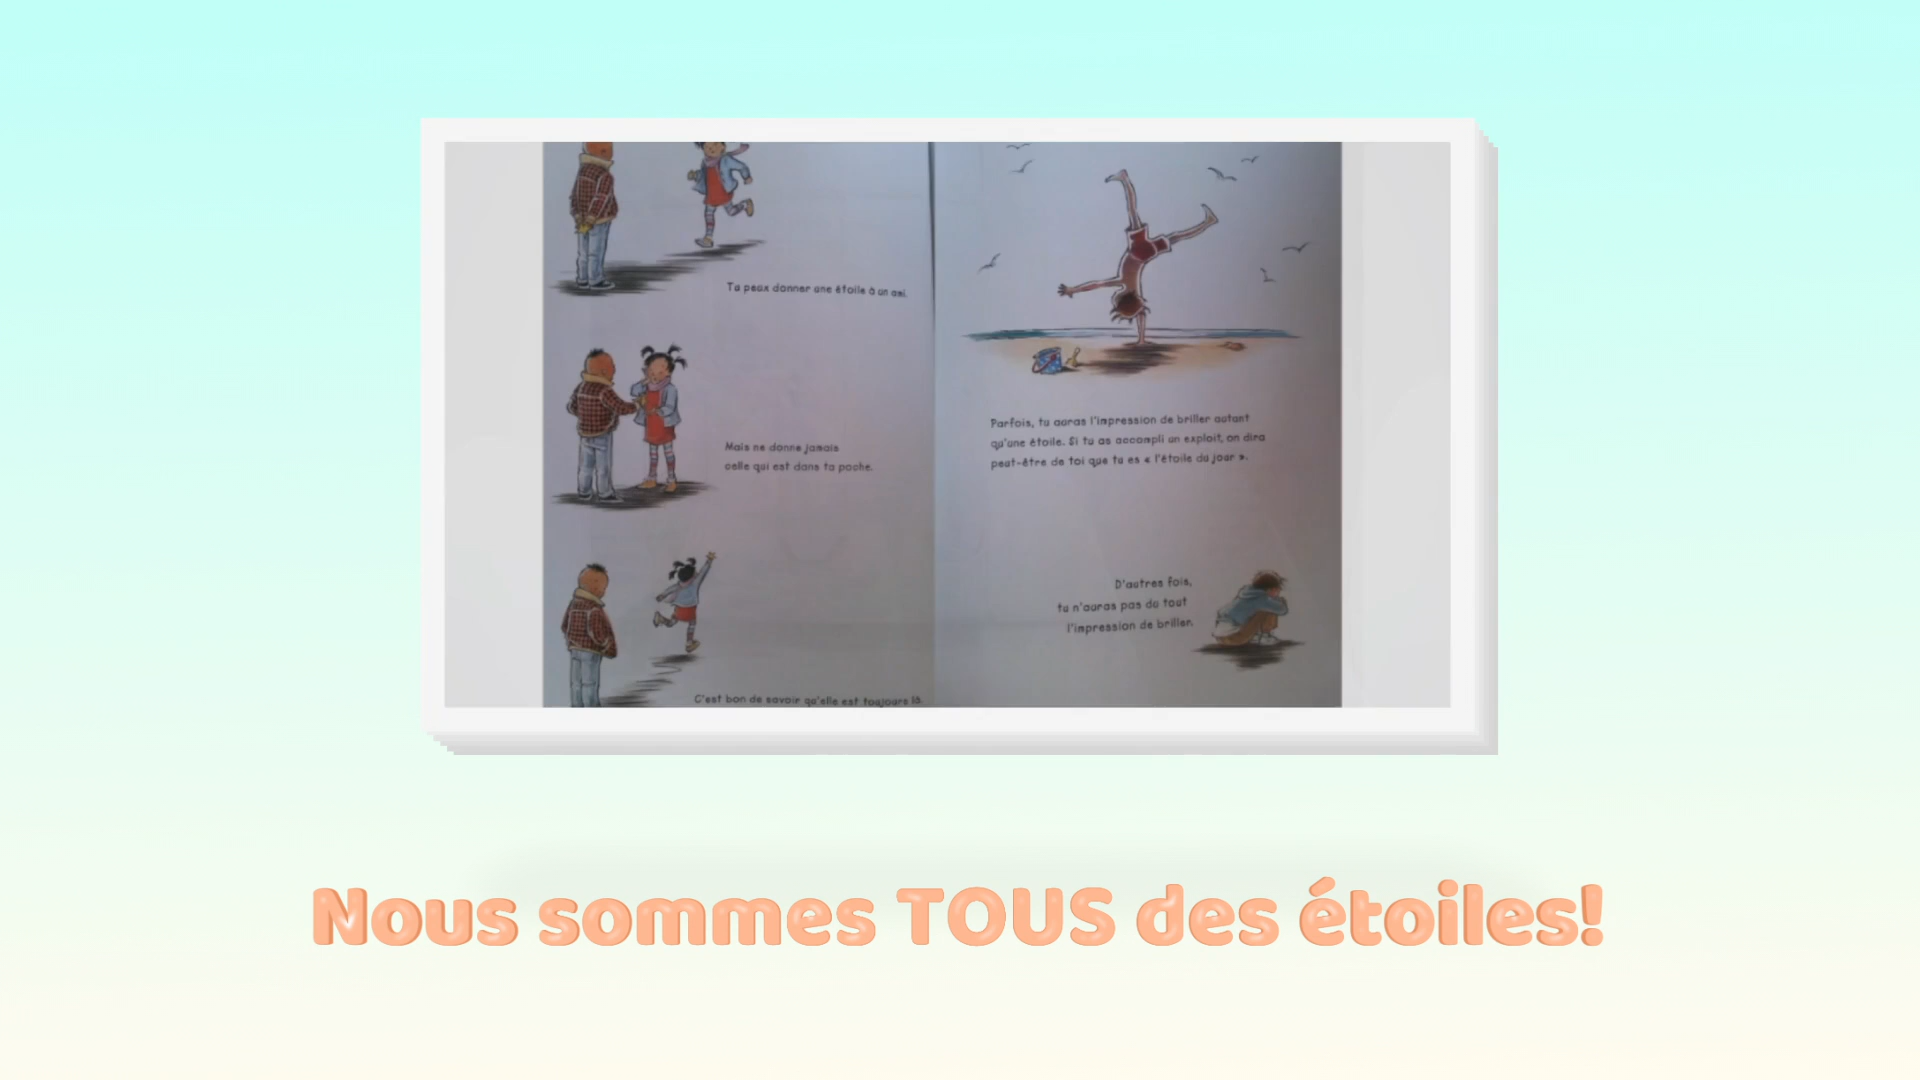 Tu peux donner une étoile à un ami.
Mais ne donne jamais
celle qui est dans ta poche.
C'est bon de savoir qu'elle est toujours là.
Parfois, tu auras l'impression de briller autant
qu'une étoile. Si tu as accompli un exploit, on dira
peut-être de toi que tu es « l'étoile du jour ».
D'autres fois,
tu n'auras pas du tout
l'impression de briller.
Nous sommes TOUS des étoiles!